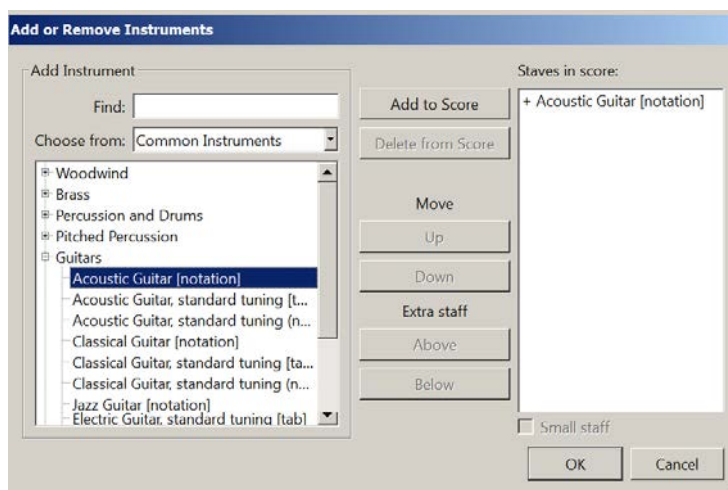 Add or Remove Instruments
Add Instrument
Find:
Choose from: Common Instruments
Woodwind
Brass
Percussion and Drums
Pitched Percussion
Guitars
Acoustic Guitar [notation]
Acoustic Guitar, standard tuning [t...
Acoustic Guitar, standard tuning (n...
Classical Guitar [notation]
Classical Guitar, standard tuning [ta...
Classical Guitar, standard tuning (n...
Jazz Guitar [notation]
Electric Guitar, standard tuning [tab]
Add to Score
Delete from Score
Move
Up
Down
Extra staff
Above
Below
Staves in score:
+ Acoustic Guitar [notation]
Small staff
OK
Cancel